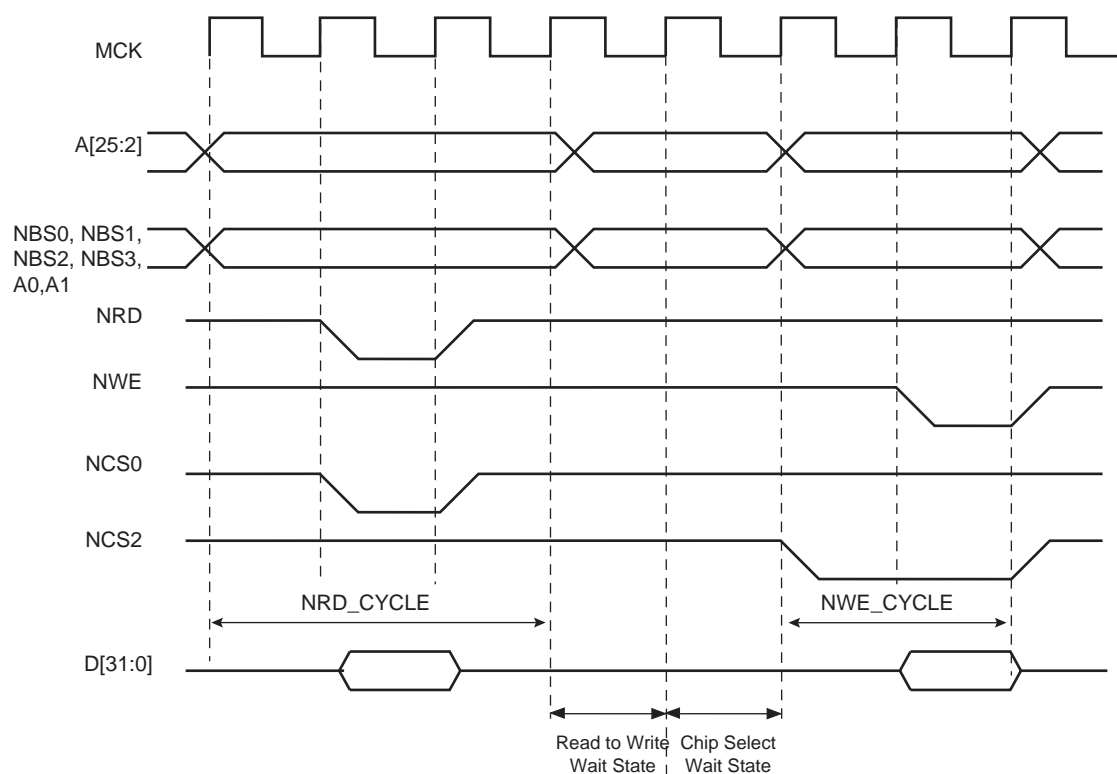 MCK
A[25:2]
NBS0, NBS1,
NBS2, NBS3,
A0,A1
NRD
NWE
NCS0
NCS2
NRD_CYCLE
NWE_CYCLE
D[31:0]
Read to Write
Wait State
Chip Select
Wait State